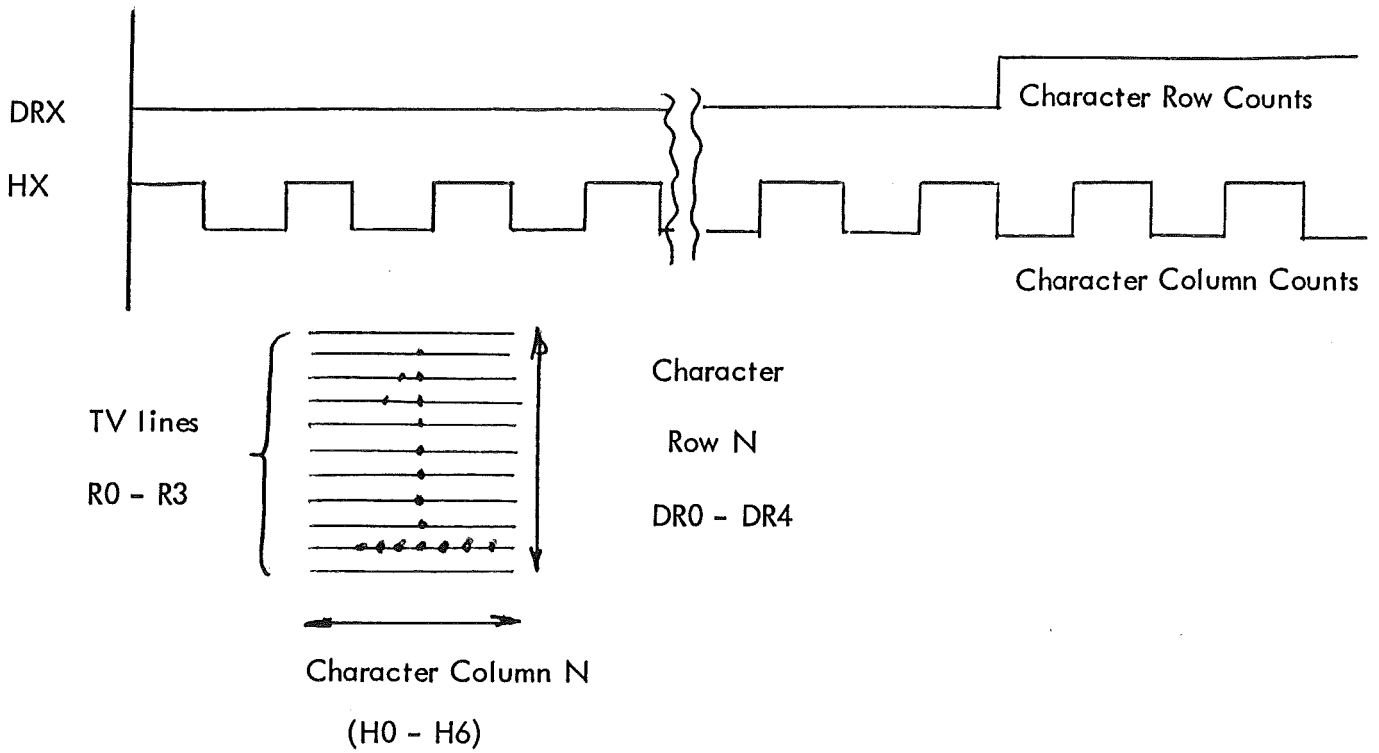 DRX
Character Row Counts
HX
Character Column Counts
TV lines
R0 - R3
Character
Row N
DR0 - DR4
Character Column N
(H0 - H6)